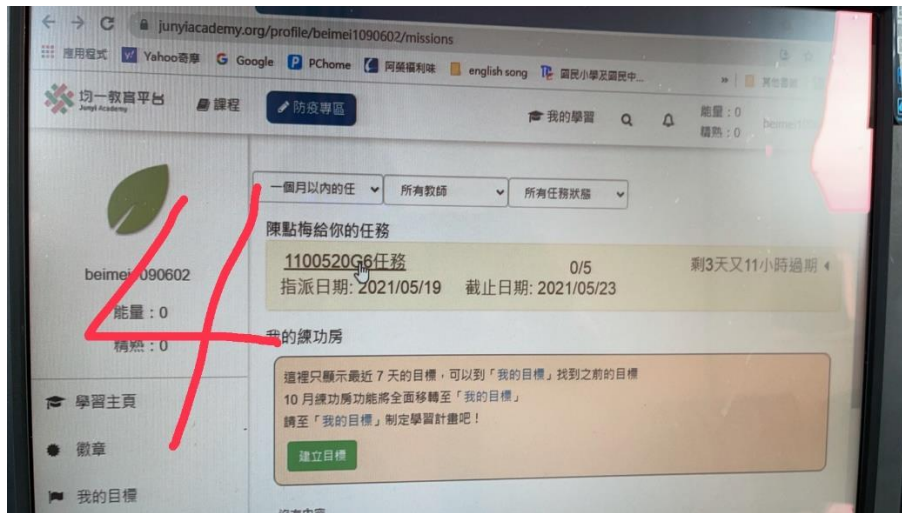 junyiacademy.org/profile/beimei1090602/missions
應用程式 Yahoo奇摩 Google PChome 阿榮福利味 english song 國民小學及國民中... » 其他書籤
均一教育平台 課程 防疫專區 我的學習 能量：0
Junyi Academy 精熟：0
一個月以內的任 所有教師 所有任務狀態
陳點梅給你的任務
1100520G6任務 0/5 剩3天又11小時過期
指派日期: 2021/05/19 截止日期: 2021/05/23
beimei1090602
能量：0
精熟：0
我的練功房
這裡只顯示最近 7 天的目標，可以到「我的目標」找到之前的目標
10 月練功房功能將全面移轉至「我的目標」
請至「我的目標」制定學習計畫吧！
建立目標
學習主頁
徽章
我的目標
4